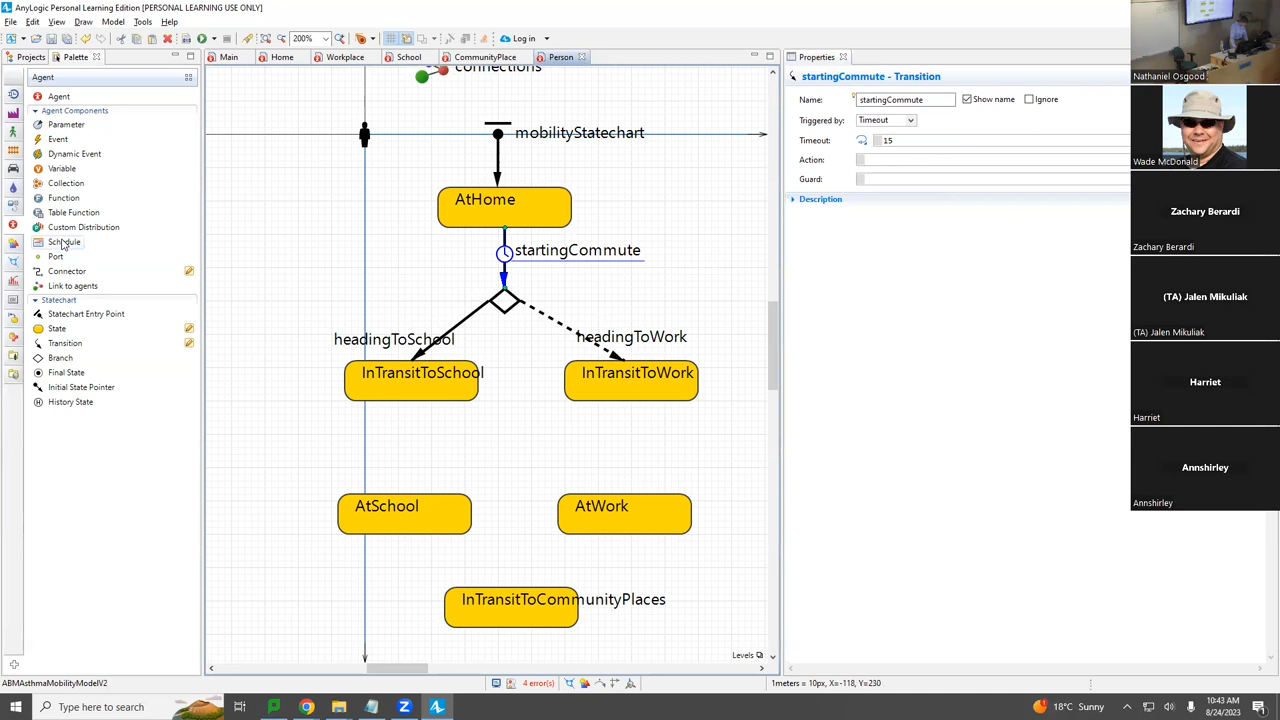 AnyLogic Personal Learning Edition [PERSONAL LEARNING USE ONLY]
File Edit View Draw Model Tools Help
200% Log in
Projects Palette
Main Home Workplace School CommunityPlace Person
Properties
Agent
Agent
Agent Components
Parameter
Event
Dynamic Event
Variable
Collection
Function
Table Function
Custom Distribution
Schedule
Port
Connector
Link to agents
Statechart
Statechart Entry Point
State
Transition
Branch
Final State
Initial State Pointer
History State
connections
mobilityStatechart
AtHome
startingCommute
headingToSchool
headingToWork
InTransitToSchool
InTransitToWork
AtSchool
AtWork
InTransitToCommunityPlaces
Levels
startingCommute - Transition
Name: startingCommute Show name Ignore
Triggered by: Timeout
Timeout: 15
Action:
Guard:
Description
Nathaniel Osgood
Wade McDonald
Zachary Berardi
Zachary Berardi
(TA) Jalen Mikuliak
(TA) Jalen Mikuliak
Harriet
Harriet
Annshirley
Annshirley
ABMAsthmaMobilityModelV2
4 error(s)
1meters = 10px, X=-118, Y=230
Type here to search
18°C Sunny
10:43 AM
8/24/2023
1